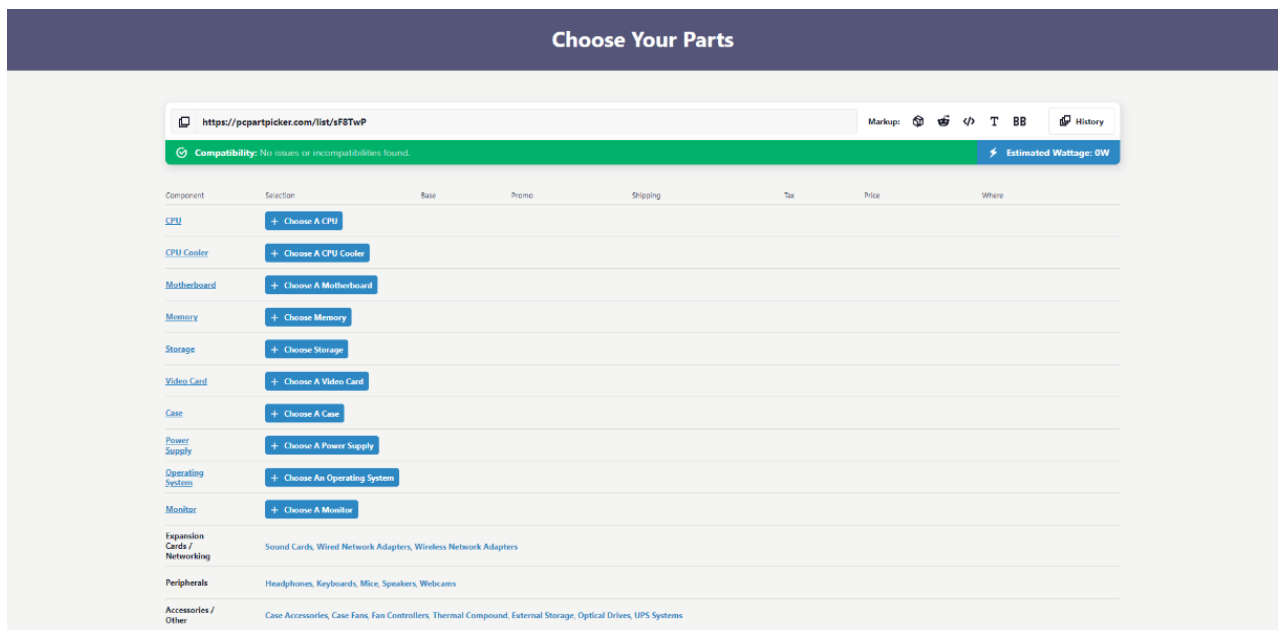 Choose Your Parts
https://pcpartpicker.com/list/sF8TwP Markup: </> T BB History
Compatibility: No issues or incompatibilities found. Estimated Wattage: 0W
Component Selection Base Promo Shipping Tax Price Where
CPU + Choose A CPU
CPU Cooler + Choose A CPU Cooler
Motherboard + Choose A Motherboard
Memory + Choose Memory
Storage + Choose Storage
Video Card + Choose A Video Card
Case + Choose A Case
Power
Supply + Choose A Power Supply
Operating
System + Choose An Operating System
Monitor + Choose A Monitor
Expansion
Cards /
Networking Sound Cards, Wired Network Adapters, Wireless Network Adapters
Peripherals Headphones, Keyboards, Mice, Speakers, Webcams
Accessories /
Other Case Accessories, Case Fans, Fan Controllers, Thermal Compound, External Storage, Optical Drives, UPS Systems